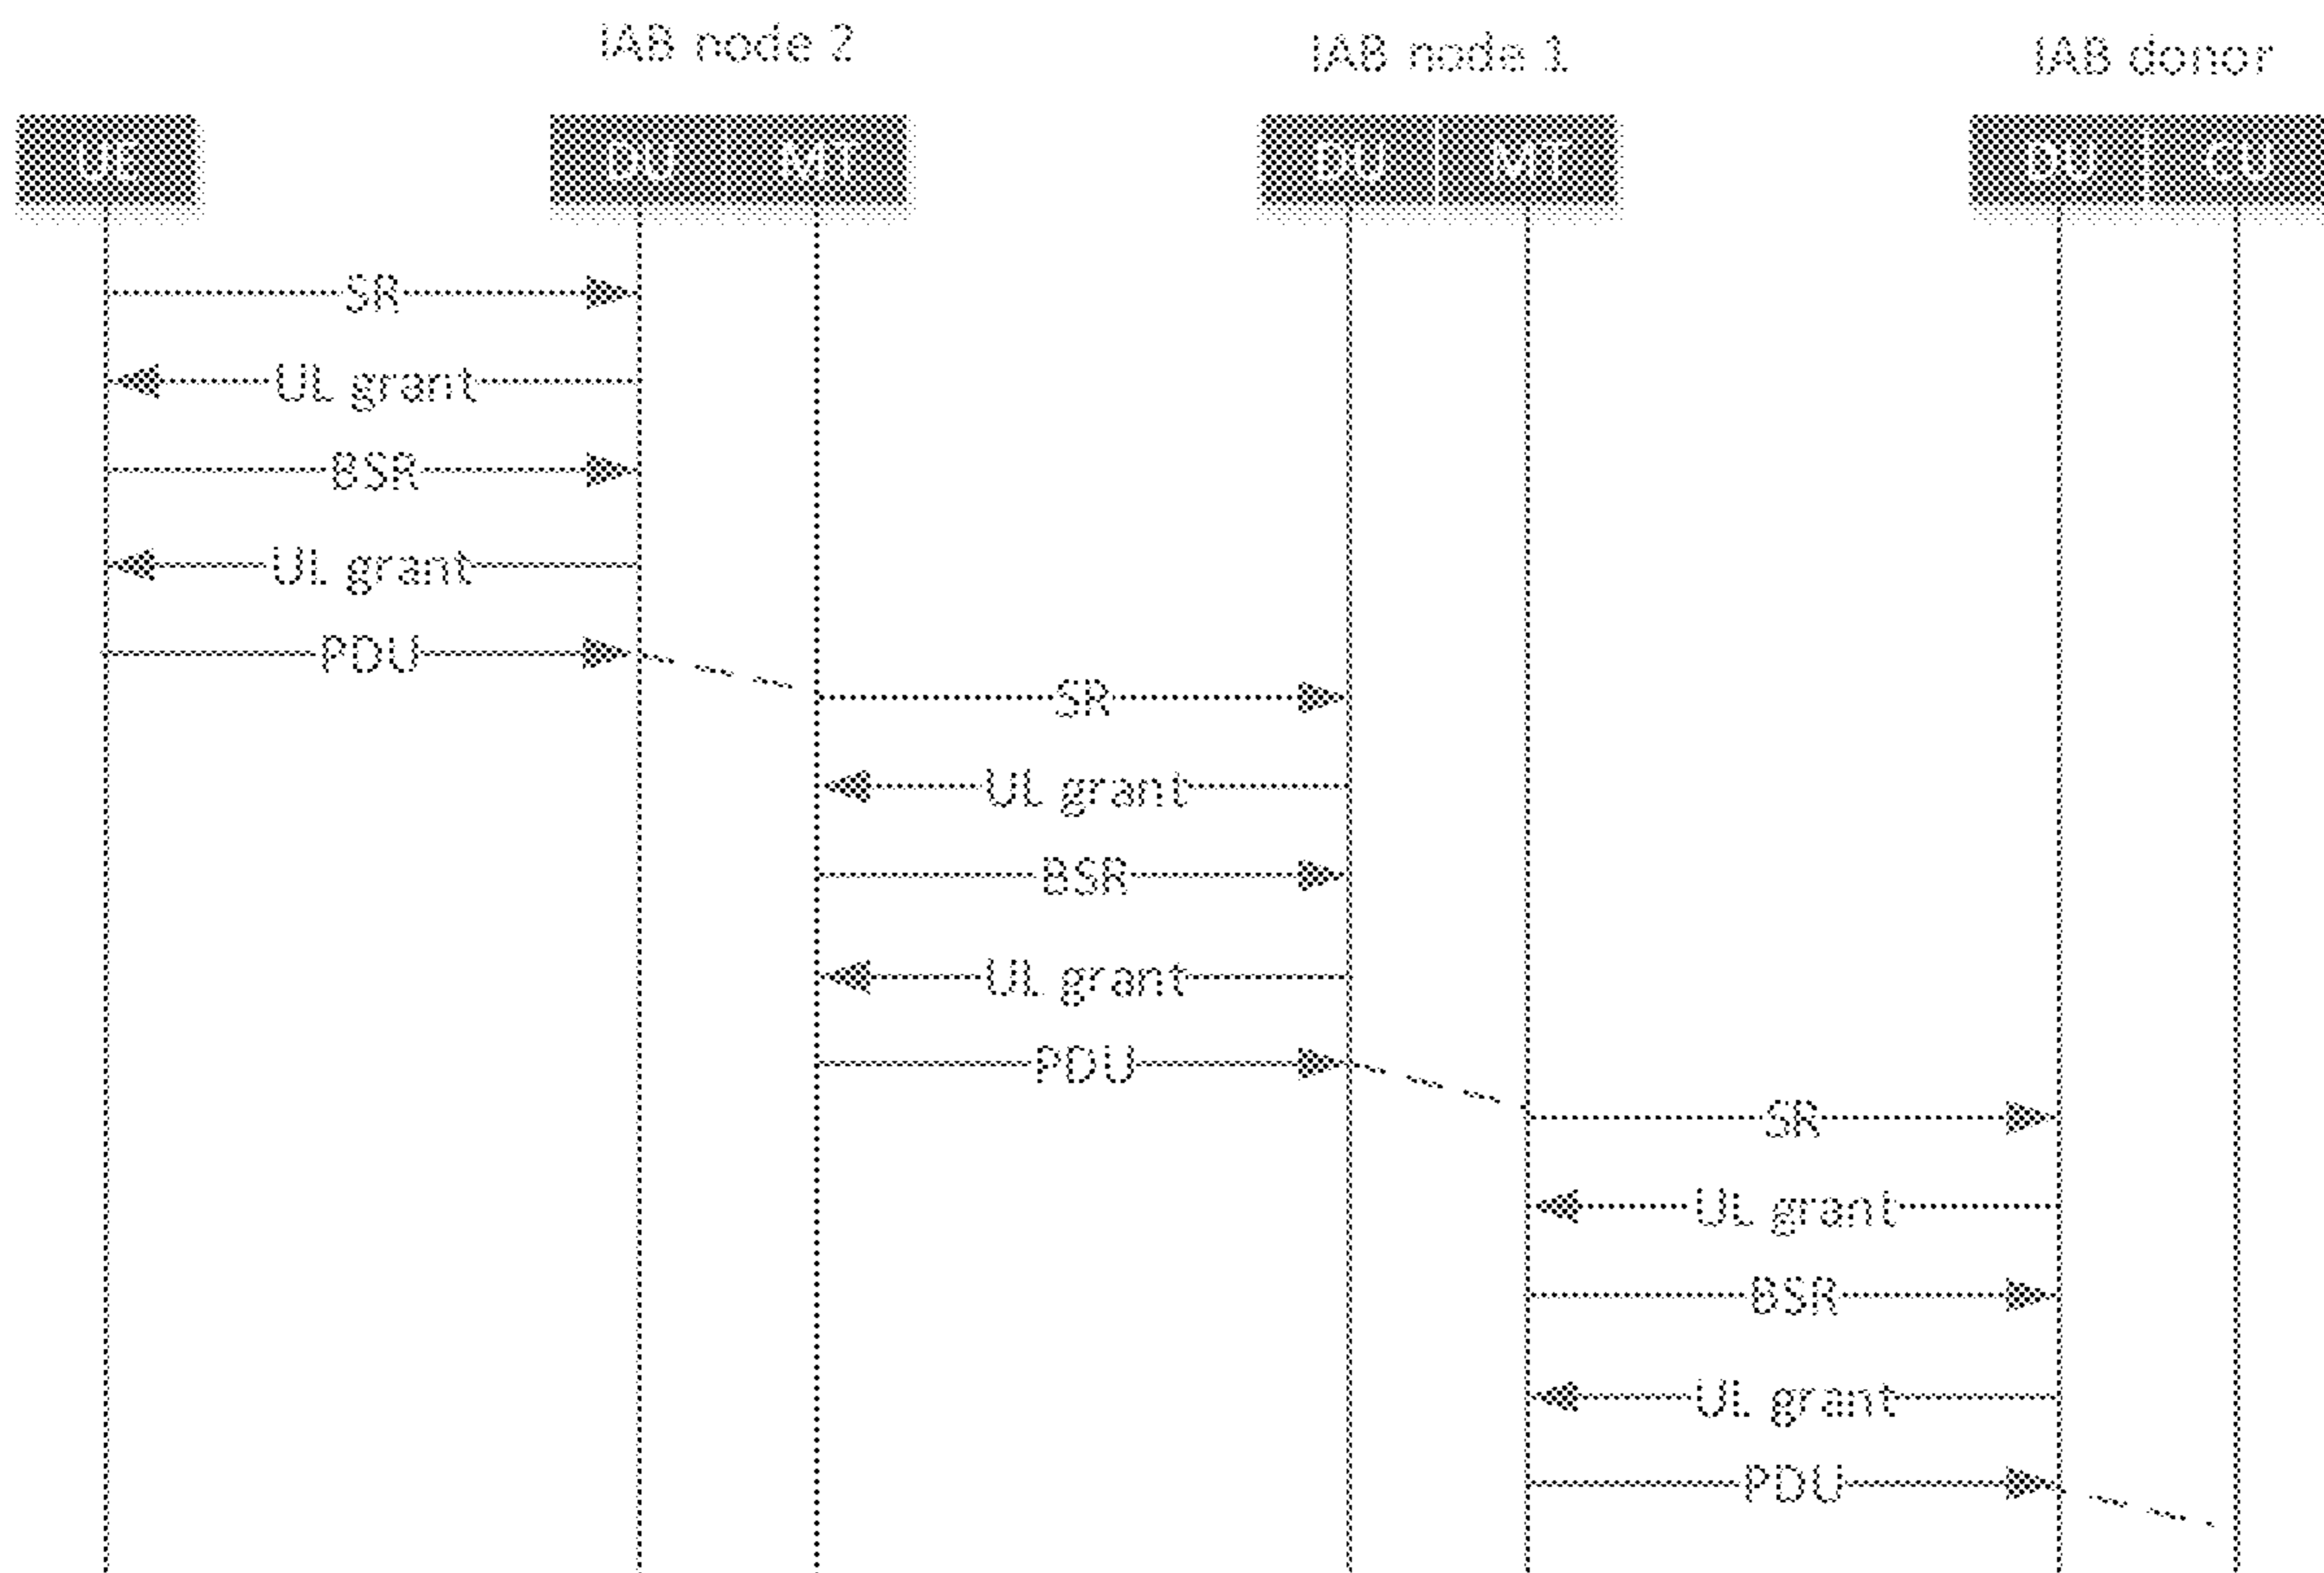 IAB node 2
IAB node 1
IAB donor
UE
DU
MT
DU
MT
DU
CU
SR
UL grant
BSR
UL grant
PDU
SR
UL grant
BSR
UL grant
PDU
SR
UL grant
BSR
UL grant
PDU